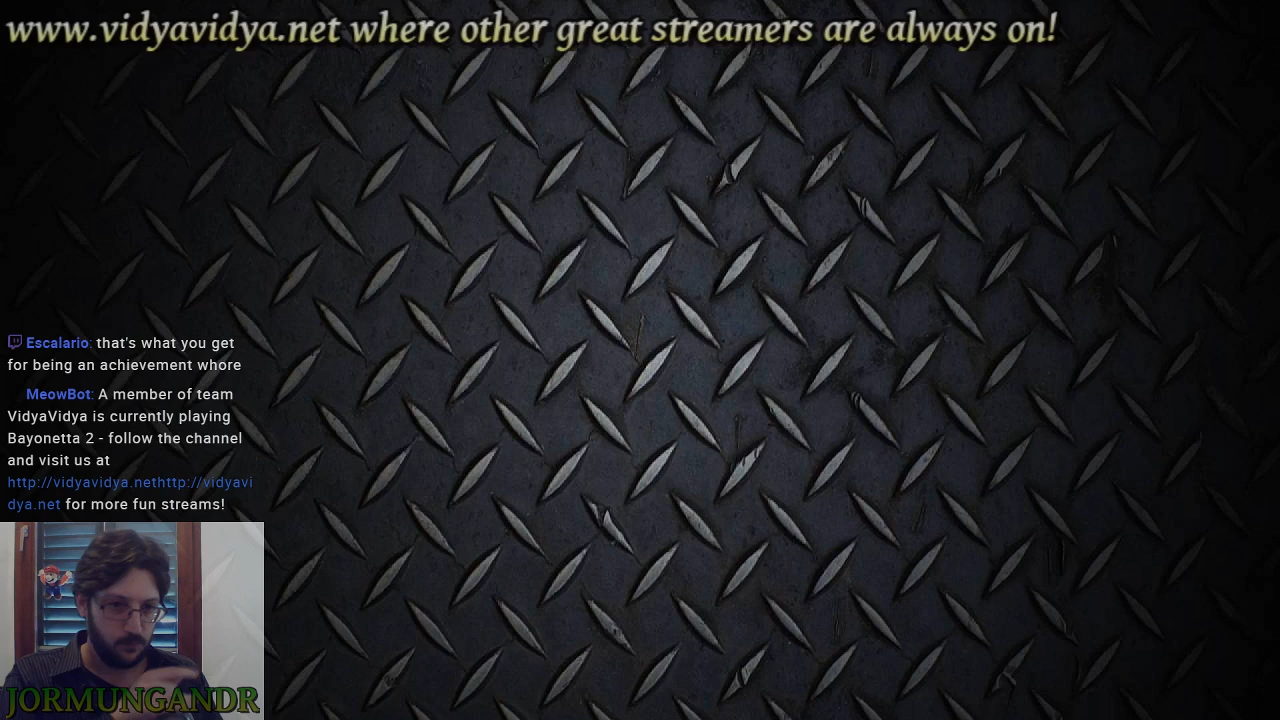 www.vidyavidya.net where other great streamers are always on!
Escalario: that's what you get
for being an achievement whore
MeowBot: A member of team
VidyaVidya is currently playing
Bayonetta 2 - follow the channel
and visit us at
http://vidyavidya.nethttp://vidyavi
dya.net for more fun streams!
JORMUNGANDR